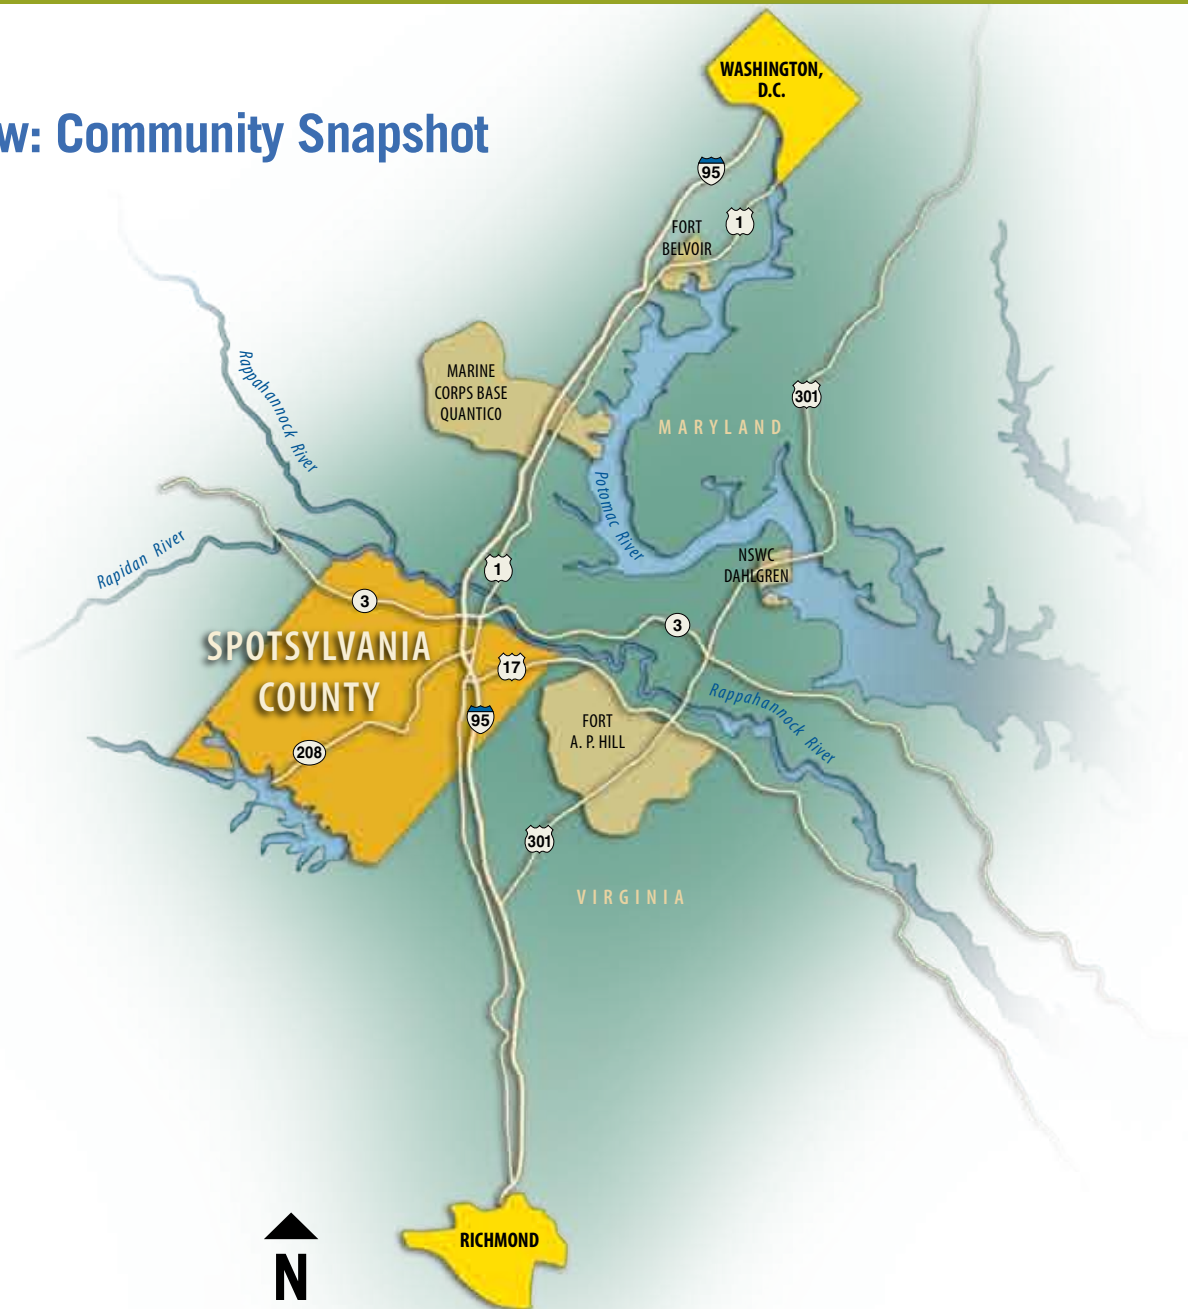 WASHINGTON,
D.C.
w: Community Snapshot
95
1
FORT
BELVOIR
Rappahannock River
MARINE
CORPS BASE
QUANTICO
301
MARYLAND
Potomac River
Rapidan River
NSWC
DAHLGREN
1
3
3
SPOTSYLVANIA
COUNTY
17
Rappahannock River
95
FORT
A. P. HILL
208
301
VIRGINIA
RICHMOND
N